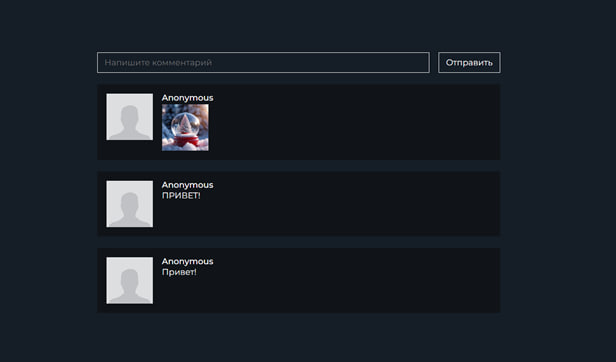 Напишите комментарий
Отправить
Anonymous
Anonymous
ПРИВЕТ!
Anonymous
Привет!